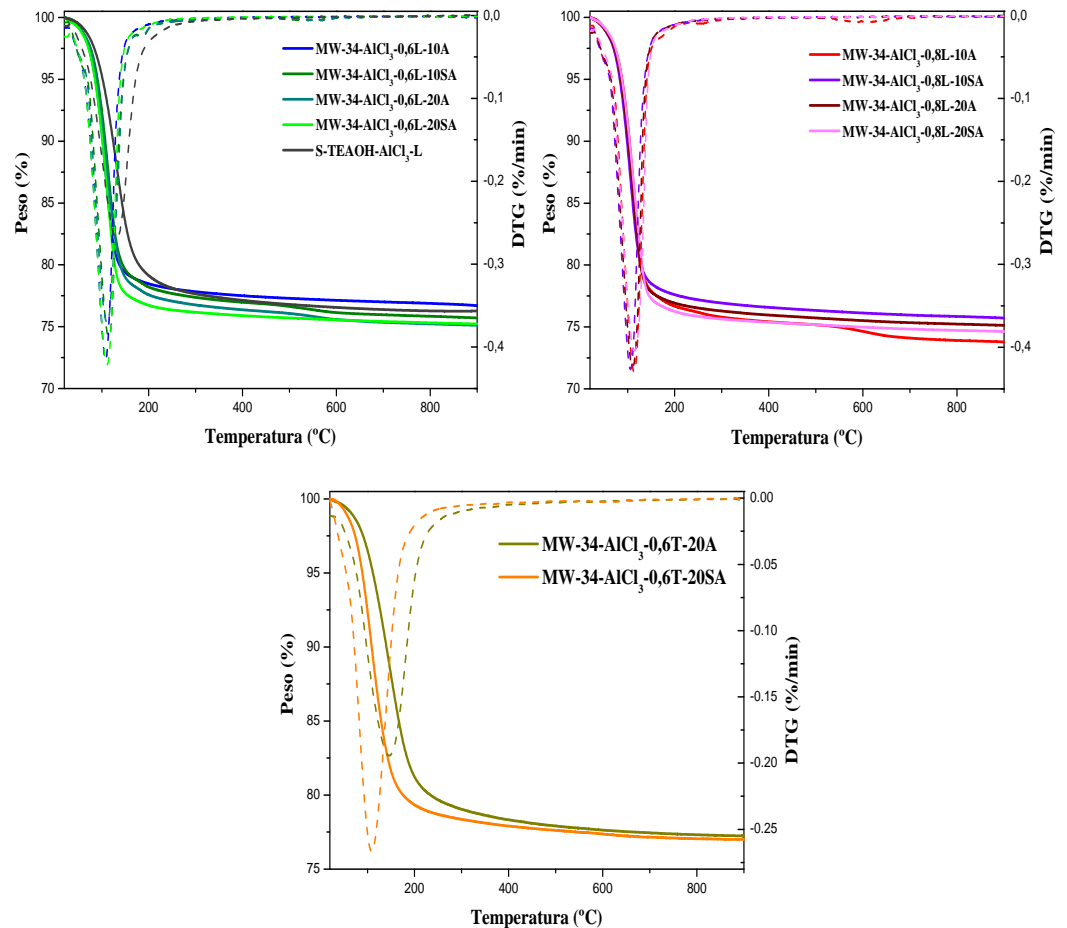 100
95
90
85
80
75
70
Peso (%)
200
400
600
800
Temperatura (ºC)
0,0
-0,1
-0,2
-0,3
-0,4
DTG (%/min)
MW-34-AlCl₃-0,6L-10A
MW-34-AlCl₃-0,6L-10SA
MW-34-AlCl₃-0,6L-20A
MW-34-AlCl₃-0,6L-20SA
S-TEAOH-AlCl₃-L
100
95
90
85
80
75
70
Peso (%)
200
400
600
800
Temperatura (ºC)
0,0
-0,1
-0,2
-0,3
-0,4
DTG (%/min)
MW-34-AlCl₃-0,8L-10A
MW-34-AlCl₃-0,8L-10SA
MW-34-AlCl₃-0,8L-20A
MW-34-AlCl₃-0,8L-20SA
100
95
90
85
80
75
Peso (%)
200
400
600
800
Temperatura (ºC)
0.00
-0.05
-0.10
-0.15
-0.20
-0.25
DTG (%/min)
MW-34-AlCl₃-0,6T-20A
MW-34-AlCl₃-0,6T-20SA